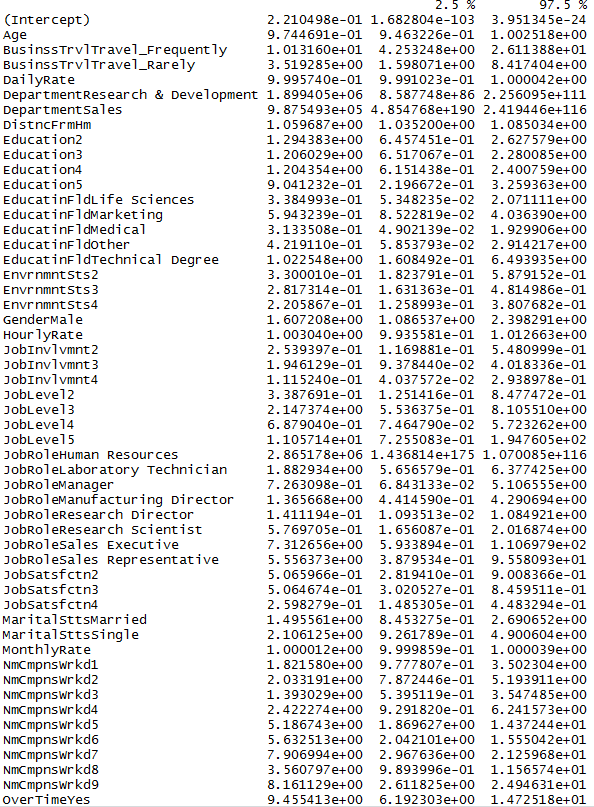 2.5 % 97.5 %
(Intercept) 2.210498e-01 1.682804e-103 3.951345e-24
Age 9.744691e-01 9.463226e-01 1.002518e+00
BusinssTrvlTravel_Frequently 1.013160e+01 4.253248e+00 2.611388e+01
BusinssTrvlTravel_Rarely 3.519285e+00 1.598071e+00 8.417404e+00
DailyRate 9.995740e-01 9.991023e-01 1.000042e+00
DepartmentResearch & Development 1.899405e+06 8.587748e+86 2.256095e+111
DepartmentSales 9.875493e+05 4.854768e+190 2.419446e+116
DistncFrmHm 1.059687e+00 1.035200e+00 1.085034e+00
Education2 1.294383e+00 6.457451e-01 2.627579e+00
Education3 1.206029e+00 6.517067e-01 2.280085e+00
Education4 1.204354e+00 6.151438e-01 2.400759e+00
Education5 9.041232e-01 2.196672e-01 3.259363e+00
EducatinFldLife Sciences 3.384993e-01 5.348235e-02 2.071111e+00
EducatinFldMarketing 5.943239e-01 8.522819e-02 4.036390e+00
EducatinFldMedical 3.133508e-01 4.902139e-02 1.929906e+00
EducatinFldOther 4.219110e-01 5.853793e-02 2.914217e+00
EducatinFldTechnical Degree 1.022548e+00 1.608492e-01 6.493935e+00
EnvrnmntSts2 3.300010e-01 1.823791e-01 5.879152e-01
EnvrnmntSts3 2.817314e-01 1.631363e-01 4.814986e-01
EnvrnmntSts4 2.205867e-01 1.258993e-01 3.807682e-01
GenderMale 1.607208e+00 1.086537e+00 2.398291e+00
HourlyRate 1.003040e+00 9.935581e-01 1.012663e+00
JobInvlvmnt2 2.539397e-01 1.169881e-01 5.480999e-01
JobInvlvmnt3 1.946129e-01 9.378440e-02 4.018336e-01
JobInvlvmnt4 1.115240e-01 4.037572e-02 2.938978e-01
JobLevel2 3.387691e-01 1.251416e-01 8.477472e-01
JobLevel3 2.147374e+00 5.536375e-01 8.105510e+00
JobLevel4 6.879040e-01 7.464790e-02 5.723262e+00
JobLevel5 1.105714e+01 7.255083e-01 1.947605e+02
JobRoleHuman Resources 2.865178e+06 1.436814e+175 1.070085e+116
JobRoleLaboratory Technician 1.882934e+00 5.656579e-01 6.377425e+00
JobRoleManager 7.263098e-01 6.843133e-02 5.106555e+00
JobRoleManufacturing Director 1.365668e+00 4.414590e-01 4.290694e+00
JobRoleResearch Director 1.411194e-01 1.093513e-02 1.084921e+00
JobRoleResearch Scientist 5.769705e-01 1.656087e-01 2.016874e+00
JobRoleSales Executive 7.312656e+00 5.933894e-01 1.106979e+02
JobRoleSales Representative 5.556373e+00 3.879534e-01 9.558093e+01
JobSatsfctn2 5.065966e-01 2.819410e-01 9.008366e-01
JobSatsfctn3 5.064674e-01 3.020527e-01 8.459511e-01
JobSatsfctn4 2.598279e-01 1.485305e-01 4.483294e-01
MaritalSttsMarried 1.495561e+00 8.453275e-01 2.690652e+00
MaritalSttsSingle 2.106125e+00 9.261789e-01 4.900604e+00
MonthlyRate 1.000012e+00 9.999859e-01 1.000039e+00
NmCmpnsWrkd1 1.821580e+00 9.777807e-01 3.502304e+00
NmCmpnsWrkd2 2.033191e+00 7.872446e-01 5.193911e+00
NmCmpnsWrkd3 1.393029e+00 5.395119e-01 3.547485e+00
NmCmpnsWrkd4 2.422274e+00 9.291820e-01 6.241573e+00
NmCmpnsWrkd5 5.186743e+00 1.869627e+00 1.437244e+01
NmCmpnsWrkd6 5.632513e+00 2.042101e+00 1.555042e+01
NmCmpnsWrkd7 7.906994e+00 2.967636e+00 2.125968e+01
NmCmpnsWrkd8 3.560797e+00 9.893996e-01 1.156574e+01
NmCmpnsWrkd9 8.161129e+00 2.611825e+00 2.494631e+01
OverTimeYes 9.455413e+00 6.192303e+00 1.472518e+01